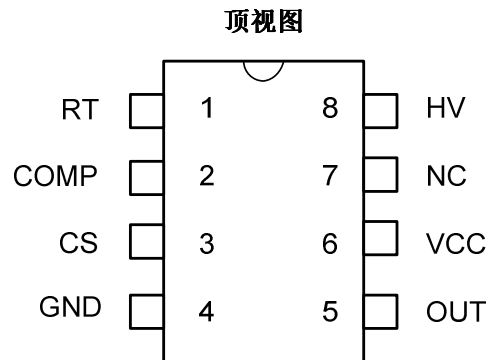 顶视图
RT 1 8 HV
COMP 2 7 NC
CS 3 6 VCC
GND 4 5 OUT